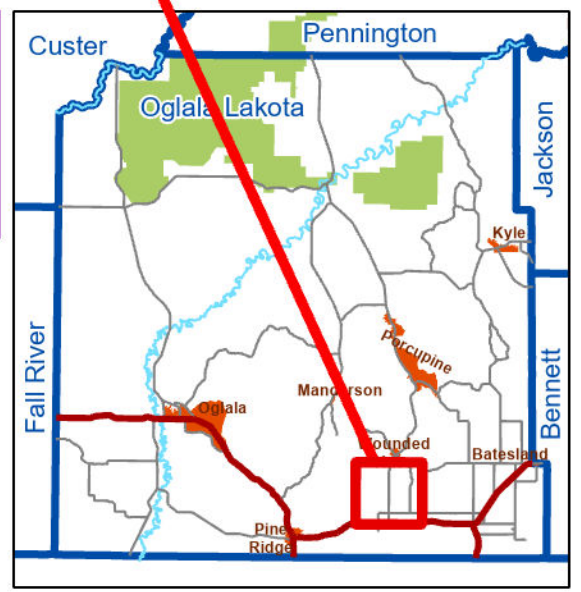 Custer
Pennington
Oglala Lakota
Jackson
Kyle
Fall River
Porcupine
Manderson
Bennett
Oglala
Wounded
Batesland
Pine
Ridge